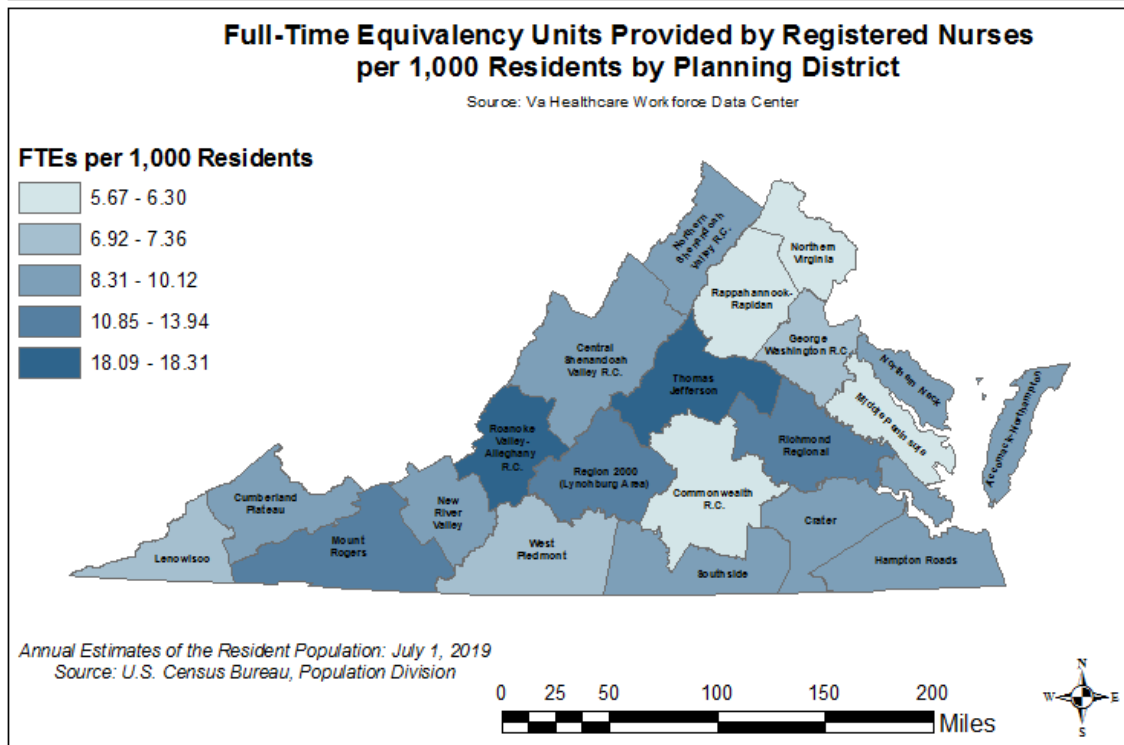 Full-Time Equivalency Units Provided by Registered Nurses
per 1,000 Residents by Planning District
Source: Va Healthcare Workforce Data Center
FTEs per 1,000 Residents
5.67 - 6.30
6.92 - 7.36
8.31 - 10.12
10.85 - 13.94
18.09 - 18.31
Northern
Shenandoah
Valley R.C.
Northern
Virginia
Rappahannock-
Rapidan
George
Washington R.C.
Northern Neck
Middle Peninsula
Accomack-Northampton
Central
Shenandoah
Valley R.C.
Thomas
Jefferson
Richmond
Regional
Roanoke
Valley-
Alleghany
R.C.
Region 2000
(Lynchburg Area)
Commonwealth
R.C.
Cumberland
Plateau
New
River
Valley
Crater
Lenowisco
Mount
Rogers
West
Piedmont
Southside
Hampton Roads
Annual Estimates of the Resident Population: July 1, 2019
Source: U.S. Census Bureau, Population Division
0 25 50 100 150 200
Miles
N
W E
S